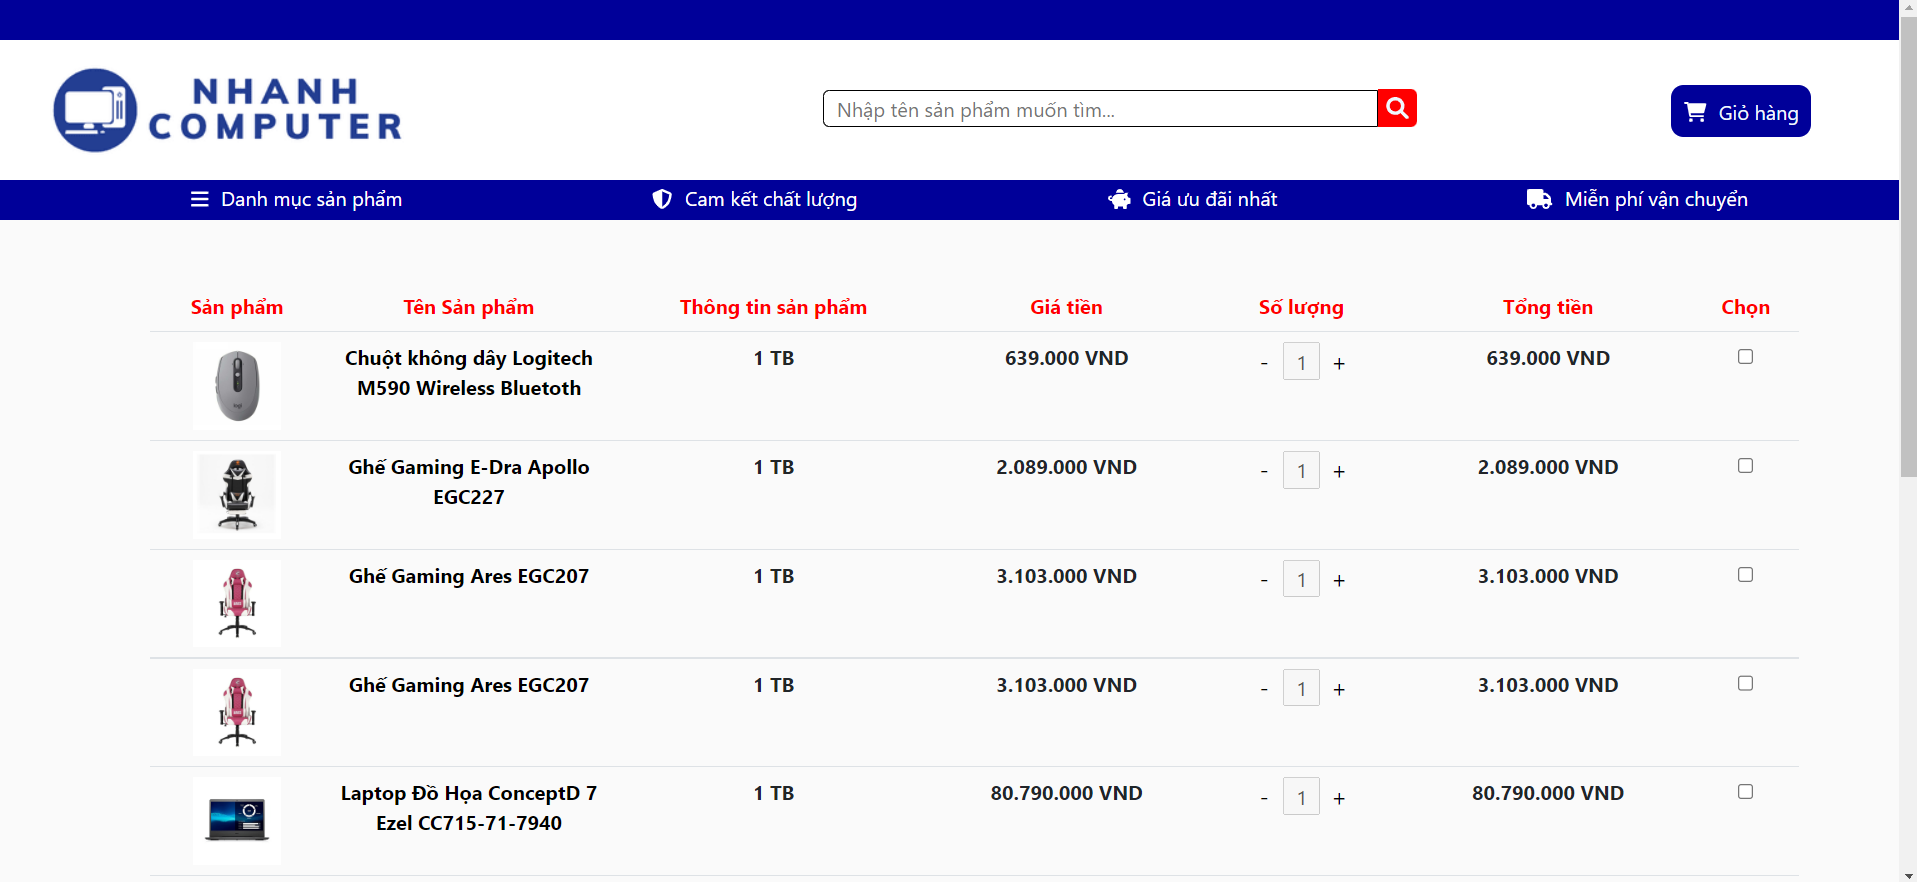 NHANH
COMPUTER
Nhập tên sản phẩm muốn tìm...
Giỏ hàng
Danh mục sản phẩm
Cam kết chất lượng
Giá ưu đãi nhất
Miễn phí vận chuyển
Sản phẩm Tên Sản phẩm Thông tin sản phẩm Giá tiền Số lượng Tổng tiền Chọn
Chuột không dây Logitech 1 TB 639.000 VND - 1 + 639.000 VND
M590 Wireless Bluetoth
Ghế Gaming E-Dra Apollo 1 TB 2.089.000 VND - 1 + 2.089.000 VND
EGC227
Ghế Gaming Ares EGC207 1 TB 3.103.000 VND - 1 + 3.103.000 VND
Ghế Gaming Ares EGC207 1 TB 3.103.000 VND - 1 + 3.103.000 VND
Laptop Đồ Họa ConceptD 7 1 TB 80.790.000 VND - 1 + 80.790.000 VND
Ezel CC715-71-7940